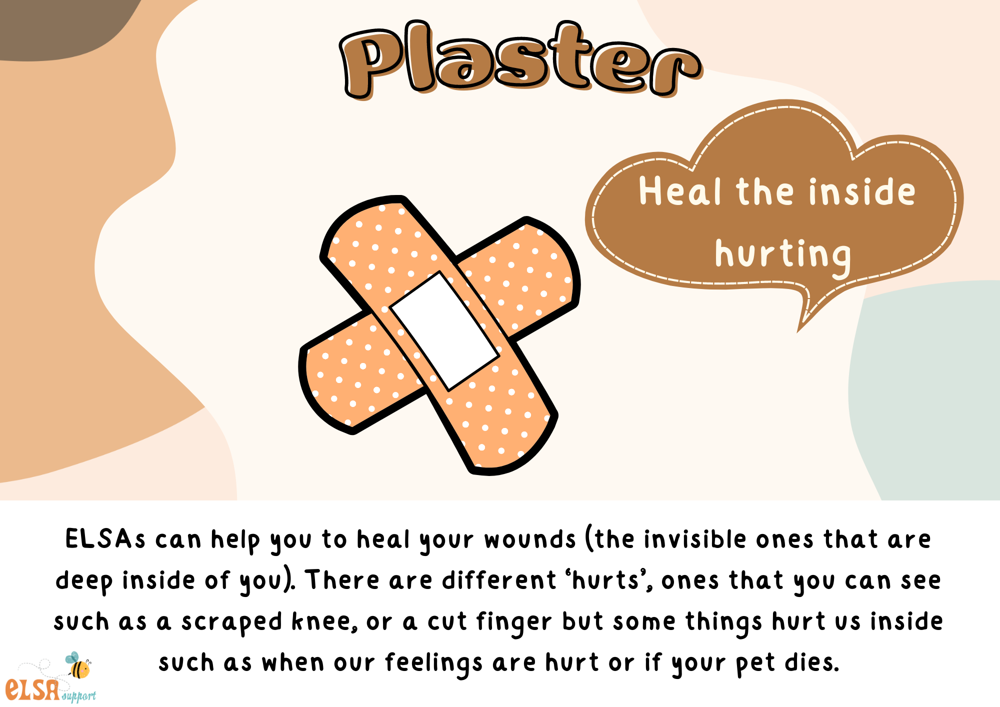 Plaster
Heal the inside
hurting
ELSAs can help you to heal your wounds (the invisible ones that are
deep inside of you). There are different ‘hurts’, ones that you can see
such as a scraped knee, or a cut finger but some things hurt us inside
such as when our feelings are hurt or if your pet dies.
eLSA support